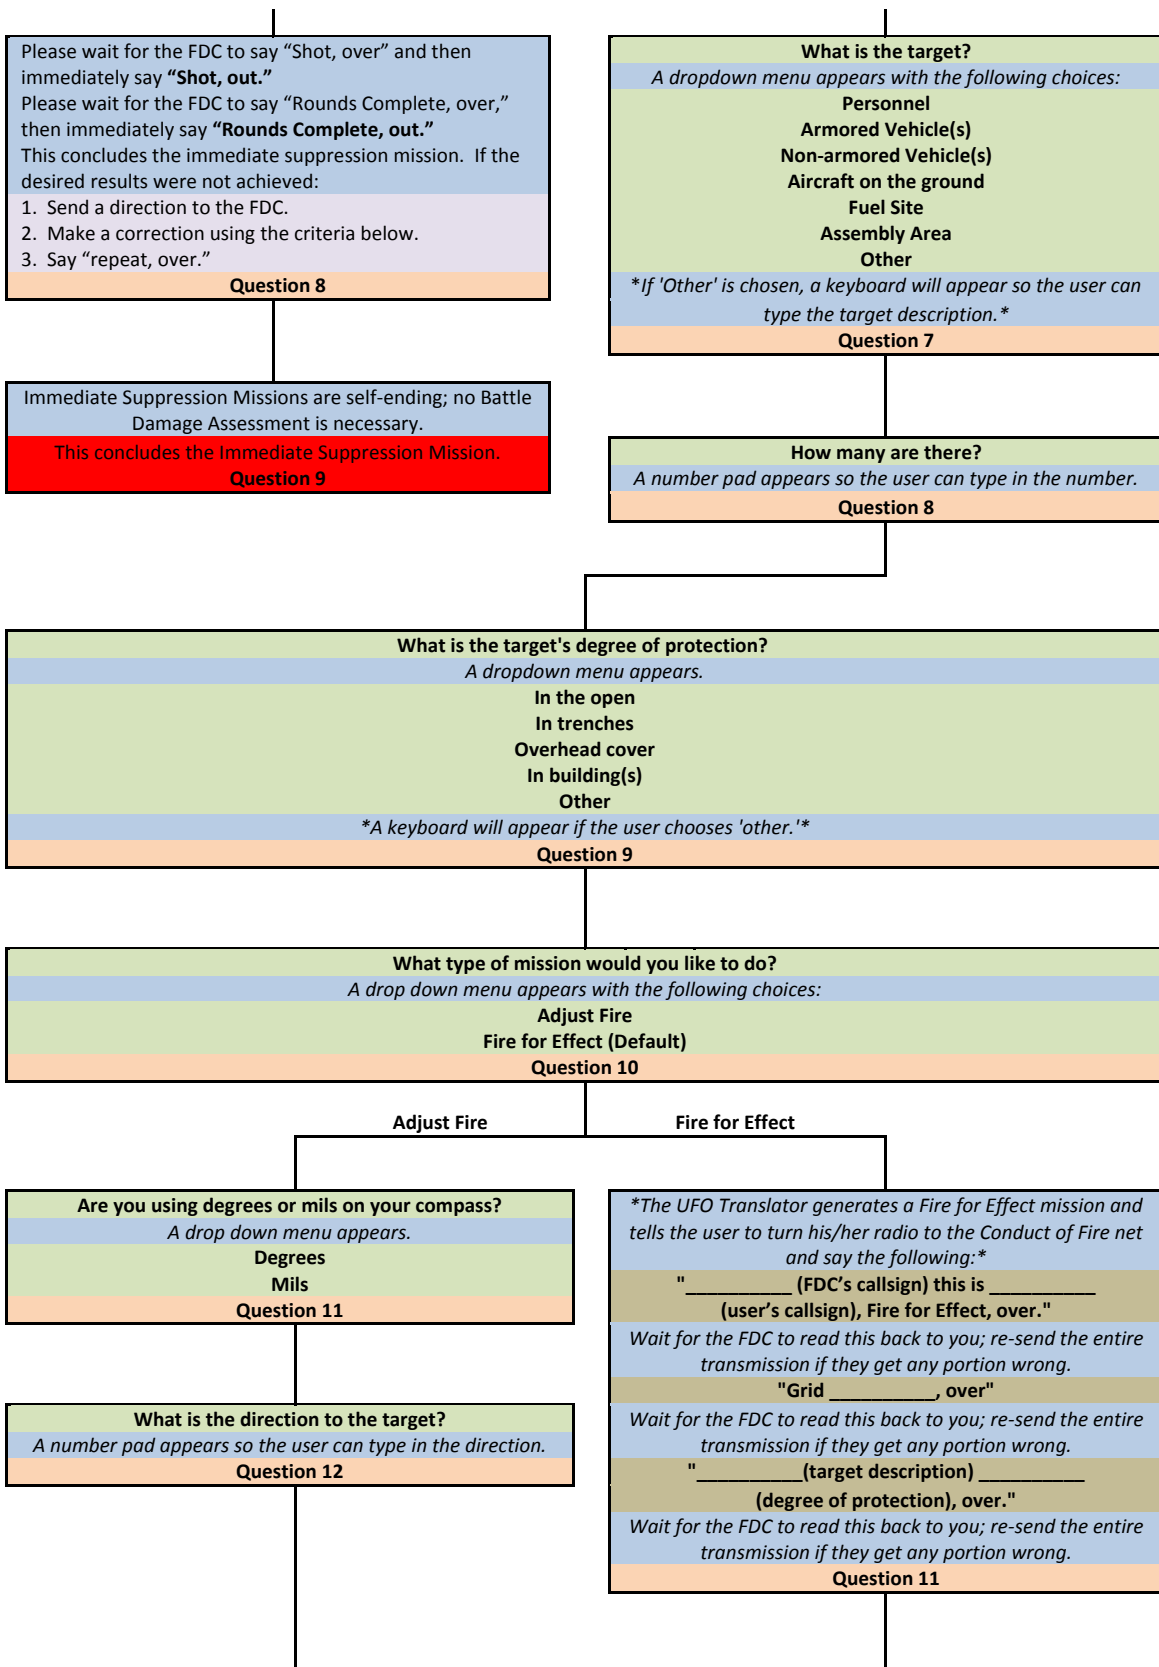 Please wait for the FDC to say “Shot, over” and then
immediately say “Shot, out.”
Please wait for the FDC to say “Rounds Complete, over,”
then immediately say “Rounds Complete, out.”
This concludes the immediate suppression mission.  If the
desired results were not achieved:
1.  Send a direction to the FDC.
2.  Make a correction using the criteria below.
3.  Say “repeat, over.”
Question 8
Immediate Suppression Missions are self-ending; no Battle
Damage Assessment is necessary.
This concludes the Immediate Suppression Mission.
Question 9
What is the target?
A dropdown menu appears with the following choices:
Personnel
Armored Vehicle(s)
Non-armored Vehicle(s)
Aircraft on the ground
Fuel Site
Assembly Area
Other
*If 'Other' is chosen, a keyboard will appear so the user can
type the target description.*
Question 7
How many are there?
A number pad appears so the user can type in the number.
Question 8
What is the target's degree of protection?
A dropdown menu appears.
In the open
In trenches
Overhead cover
In building(s)
Other
*A keyboard will appear if the user chooses 'other.'*
Question 9
What type of mission would you like to do?
A drop down menu appears with the following choices:
Adjust Fire
Fire for Effect (Default)
Question 10
Adjust Fire
Fire for Effect
Are you using degrees or mils on your compass?
A drop down menu appears.
Degrees
Mils
Question 11
What is the direction to the target?
A number pad appears so the user can type in the direction.
Question 12
*The UFO Translator generates a Fire for Effect mission and
tells the user to turn his/her radio to the Conduct of Fire net
and say the following:*
"__________ (FDC’s callsign) this is __________
(user’s callsign), Fire for Effect, over."
Wait for the FDC to read this back to you; re-send the entire
transmission if they get any portion wrong.
"Grid __________, over"
Wait for the FDC to read this back to you; re-send the entire
transmission if they get any portion wrong.
"__________(target description) __________
(degree of protection), over."
Wait for the FDC to read this back to you; re-send the entire
transmission if they get any portion wrong.
Question 11